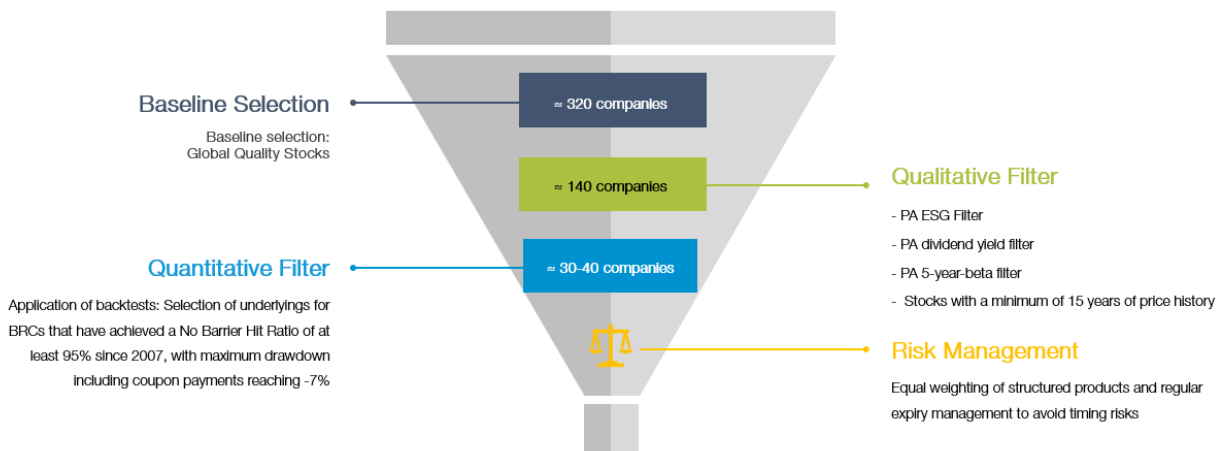 Baseline Selection
Baseline selection:
Global Quality Stocks
≈ 320 companies
≈ 140 companies
Qualitative Filter
- PA ESG Filter
- PA dividend yield filter
- PA 5-year-beta filter
- Stocks with a minimum of 15 years of price history
Quantitative Filter
Application of backtests: Selection of underlyings for
BRCs that have achieved a No Barrier Hit Ratio of at
least 95% since 2007, with maximum drawdown
including coupon payments reaching -7%
≈ 30-40 companies
Risk Management
Equal weighting of structured products and regular
expiry management to avoid timing risks